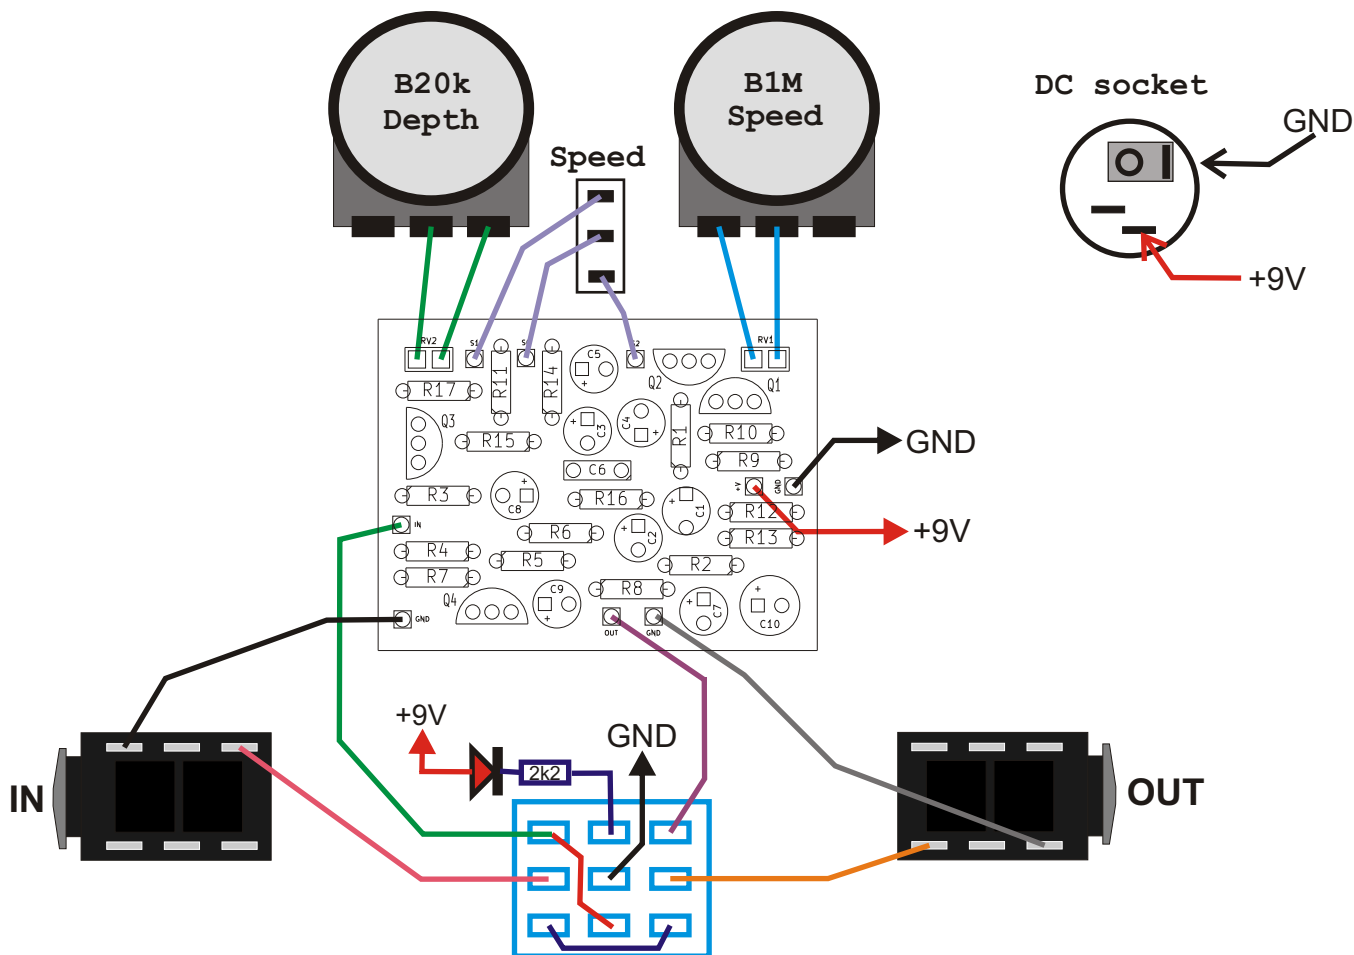 B20k
Depth
B1M
Speed
DC socket
GND
Speed
+9V
RV2
S1
S
S2
RV1
R11
R14
C5
Q2
Q1
R17
Q3
C3
C4
R1
R10
R15
R9
GND
C6
+V
GND
R3
C8
R16
C1
R12
IN
R6
C2
R13
+9V
R4
R5
R2
R7
Q4
C9
R8
C7
C10
GND
OUT
GND
+9V
GND
2k2
IN
OUT